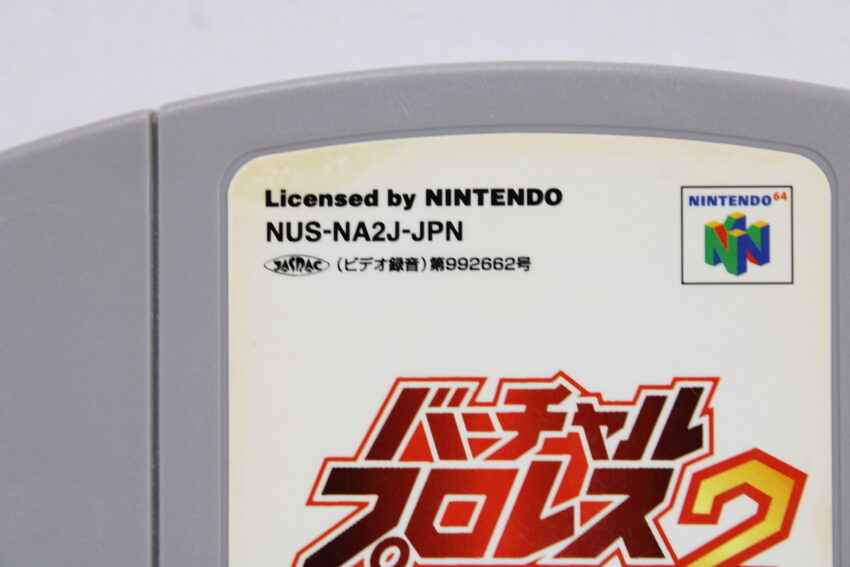 Licensed by NINTENDO
NUS-NA2J-JPN
JASRAC (ビデオ録音)第992662号
NINTENDO64
バーチャル
プロレス2